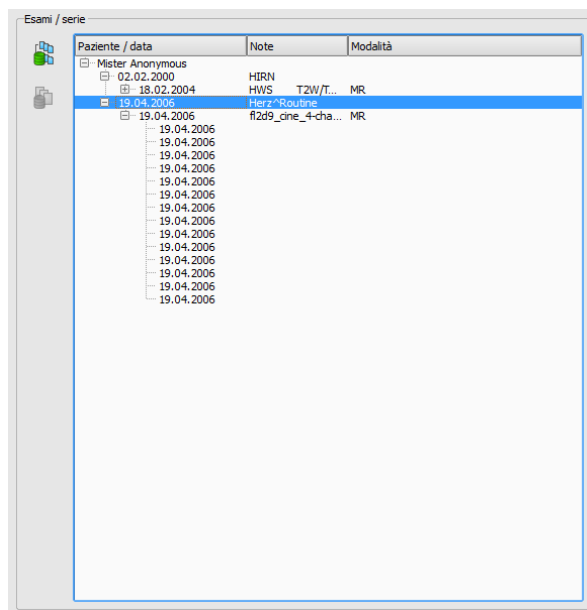 Esami / serie
Paziente / data Note Modalità
Mister Anonymous
02.02.2000 HIRN
18.02.2004 HWS T2W/T... MR
19.04.2006 Herz^Routine
19.04.2006 fl2d9_cine_4-cha... MR
19.04.2006
19.04.2006
19.04.2006
19.04.2006
19.04.2006
19.04.2006
19.04.2006
19.04.2006
19.04.2006
19.04.2006
19.04.2006
19.04.2006
19.04.2006
19.04.2006